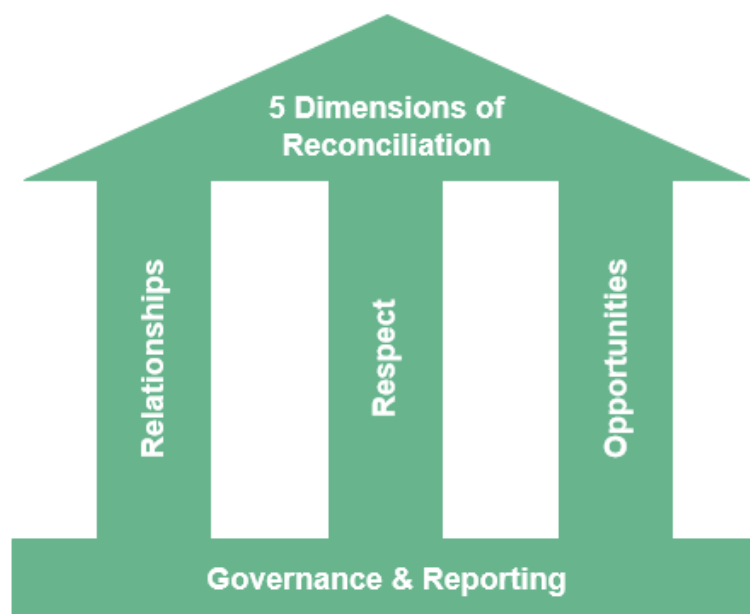 5 Dimensions of
Reconciliation
Relationships
Respect
Opportunities
Governance & Reporting